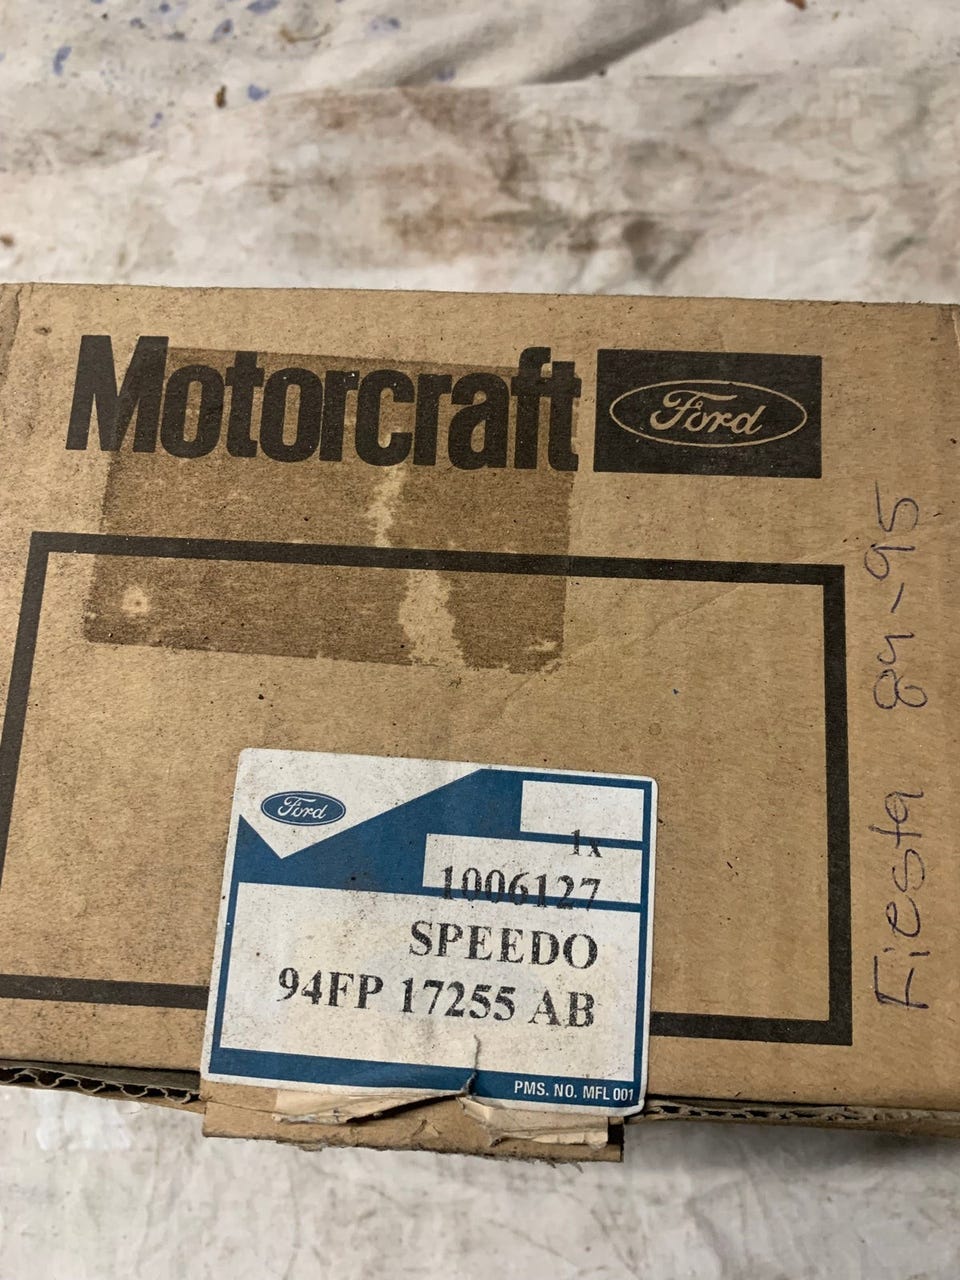 Motorcraft Ford
Fiesta 89-95
Ford
1x
1006127
SPEEDO
94FP 17255 AB
PMS. NO. MFL 001